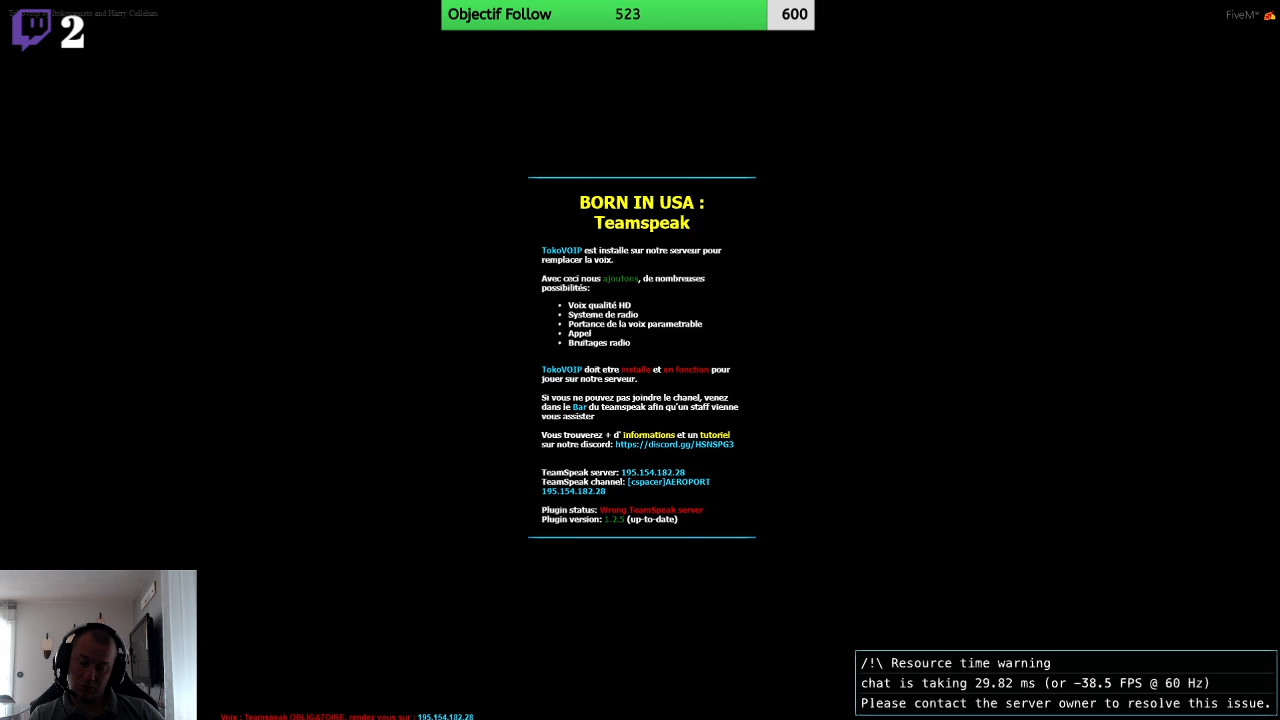 TokoVOIP by Itokoyamato and Harry Callahan
2
Objectif Follow 523 600
FiveM*
BORN IN USA :
Teamspeak
TokoVOIP est installe sur notre serveur pour
remplacer la voix.
Avec ceci nous ajoutons, de nombreuses
possibilités:
• Voix qualité HD
• Systeme de radio
• Portance de la voix parametrable
• Appel
• Bruitages radio
TokoVOIP doit etre installe et en fonction pour
jouer sur notre serveur.
Si vous ne pouvez pas joindre le chanel, venez
dans le Bar du teamspeak afin qu'un staff vienne
vous assister
Vous trouverez + d' informations et un tutoriel
sur notre discord: https://discord.gg/HSNSPG3
TeamSpeak server: 195.154.182.28
TeamSpeak channel: [cspacer]AEROPORT
195.154.182.28
Plugin status: Wrong TeamSpeak server
Plugin version: 1.2.5 (up-to-date)
/!\ Resource time warning
chat is taking 29.82 ms (or -38.5 FPS @ 60 Hz)
Please contact the server owner to resolve this issue.
Voix : Teamspeak OBLIGATOIRE, rendez vous sur : 195.154.182.28